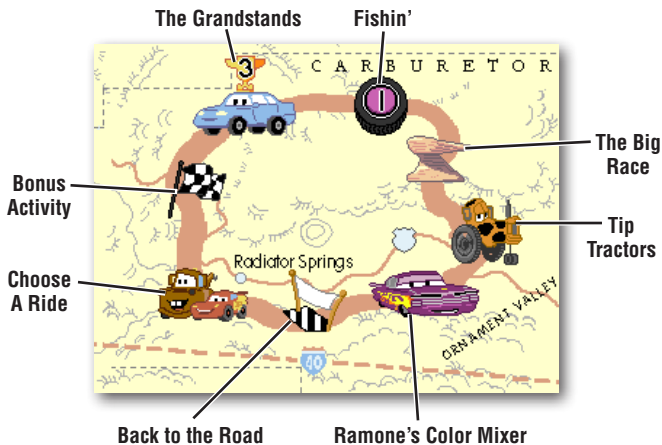 The Grandstands
Fishin’
3
CARBURETOR
I
The Big
Race
Bonus
Activity
Tip
Tractors
Radiator Springs
Choose
A Ride
ORNAMENT VALLEY
40
Back to the Road
Ramone’s Color Mixer